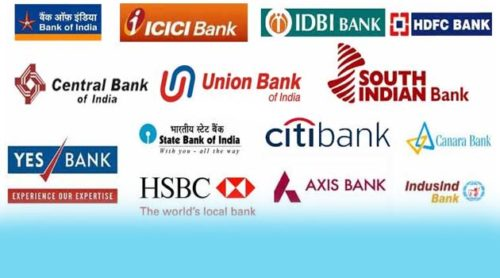 बैंक ऑफ़ इंडिया
Bank of India
ICICI Bank
IDBI BANK
HDFC BANK
Central Bank
of India
Union Bank
of India
SOUTH
INDIAN Bank
YES BANK
EXPERIENCE OUR EXPERTISE
भारतीय स्टेट बैंक
State Bank of India
With you - all the way
citibank
Canara Bank
HSBC
The world's local bank
AXIS BANK
IndusInd
Bank